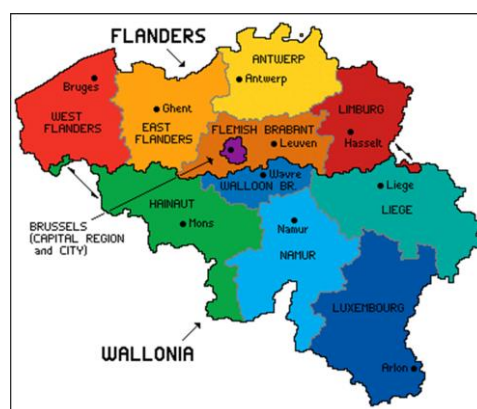 FLANDERS
ANTWERP
Antwerp
Bruges
WEST
FLANDERS
Ghent
EAST
FLANDERS
LIMBURG
Hasselt
FLEMISH BRABANT
Leuven
Wavre
WALLOON BR.
Liege
LIEGE
BRUSSELS
(CAPITAL REGION
and CITY)
HAINAUT
Mons
Namur
NAMUR
LUXEMBOURG
Arlon
WALLONIA